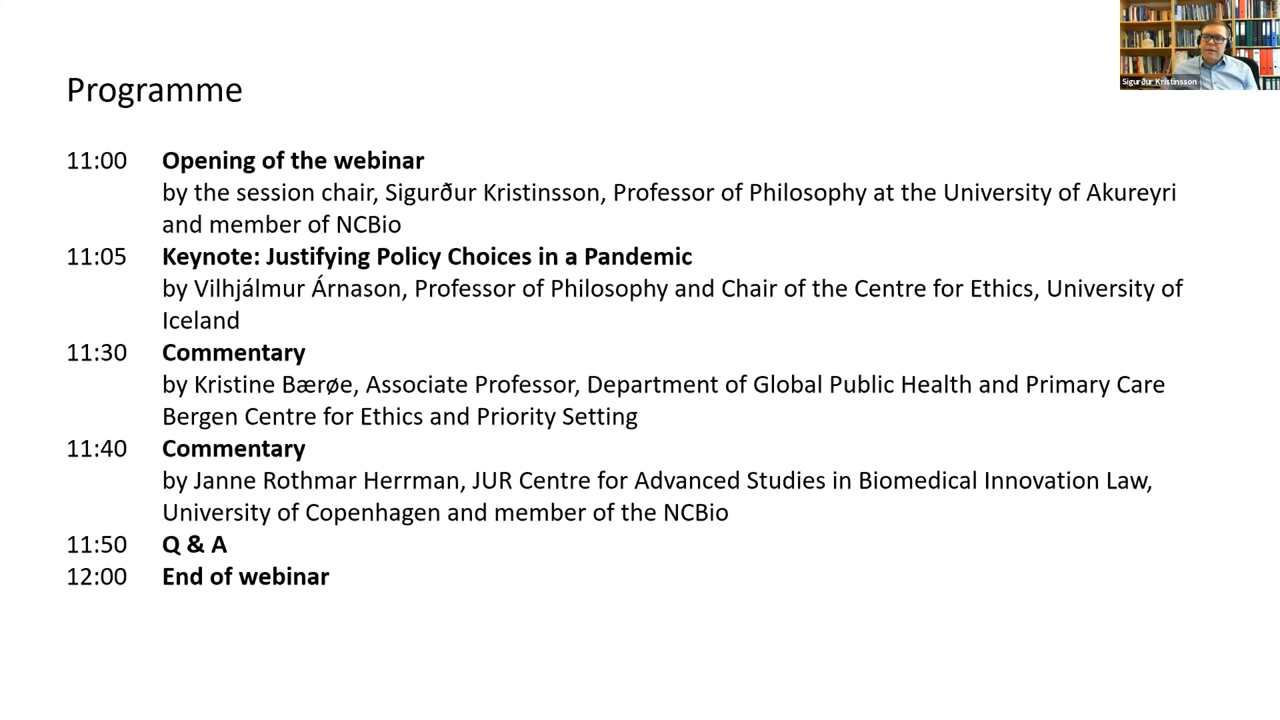 Programme
Sigurður Kristinsson
11:00 Opening of the webinar
by the session chair, Sigurður Kristinsson, Professor of Philosophy at the University of Akureyri
and member of NCBio
11:05 Keynote: Justifying Policy Choices in a Pandemic
by Vilhjálmur Árnason, Professor of Philosophy and Chair of the Centre for Ethics, University of
Iceland
11:30 Commentary
by Kristine Bærøe, Associate Professor, Department of Global Public Health and Primary Care
Bergen Centre for Ethics and Priority Setting
11:40 Commentary
by Janne Rothmar Herrman, JUR Centre for Advanced Studies in Biomedical Innovation Law,
University of Copenhagen and member of the NCBio
11:50 Q & A
12:00 End of webinar